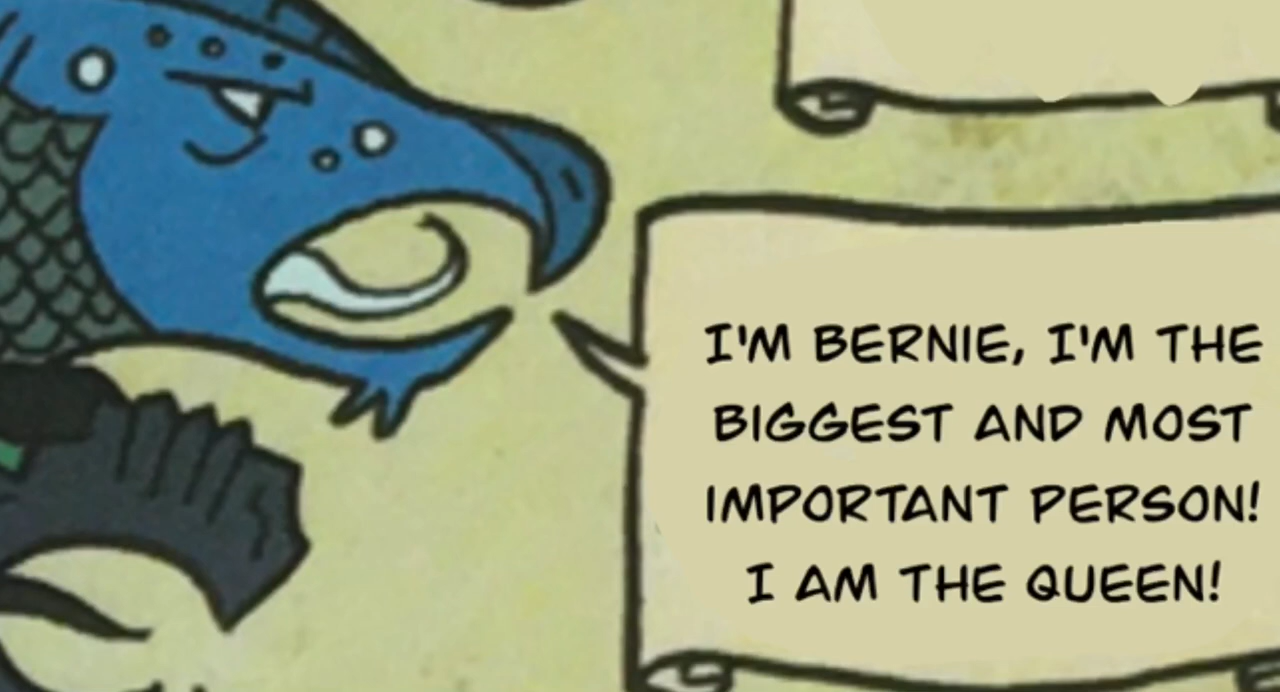 I'M BERNIE, I'M THE
BIGGEST AND MOST
IMPORTANT PERSON!
I AM THE QUEEN!